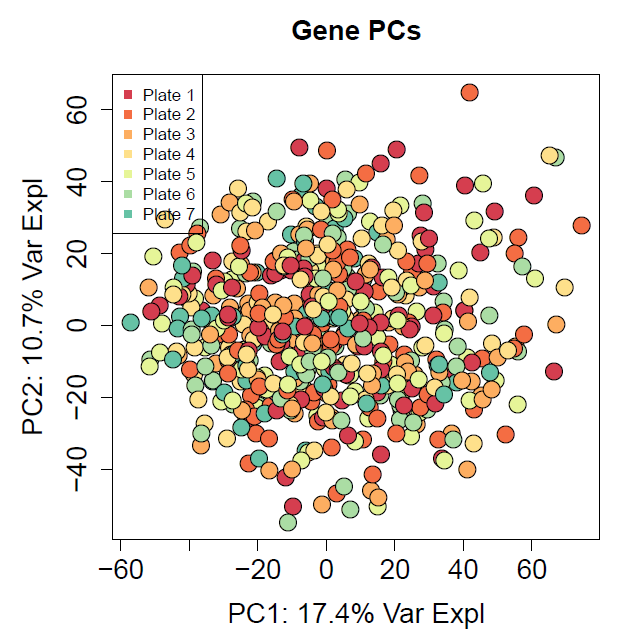 Gene PCs
Plate 1
Plate 2
Plate 3
Plate 4
Plate 5
Plate 6
Plate 7
60
40
20
0
−20
−40
PC2: 10.7% Var Expl
−60
−20
0
20
40
60
PC1: 17.4% Var Expl